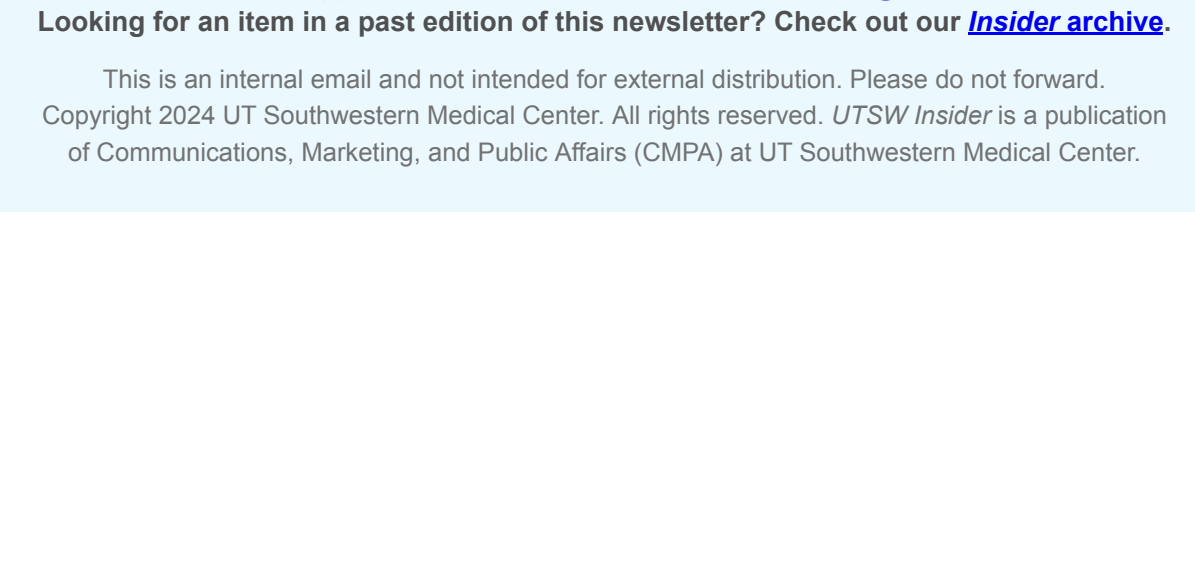 Looking for an item in a past edition of this newsletter? Check out our Insider archive.
This is an internal email and not intended for external distribution. Please do not forward.
Copyright 2024 UT Southwestern Medical Center. All rights reserved. UTSW Insider is a publication
of Communications, Marketing, and Public Affairs (CMPA) at UT Southwestern Medical Center.